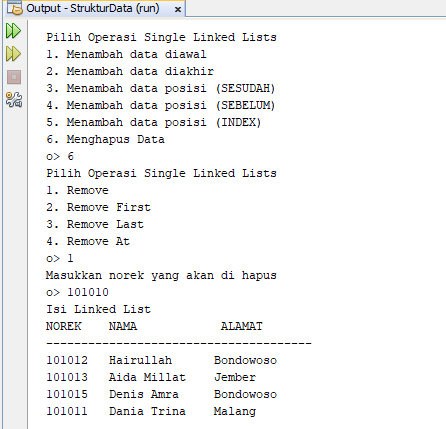 Output - StrukturData (run) x
Pilih Operasi Single Linked Lists
1. Menambah data diawal
2. Menambah data diakhir
3. Menambah data posisi (SESUDAH)
4. Menambah data posisi (SEBELUM)
5. Menambah data posisi (INDEX)
6. Menghapus Data
o> 6
Pilih Operasi Single Linked Lists
1. Remove
2. Remove First
3. Remove Last
4. Remove At
o> 1
Masukkan norek yang akan di hapus
o> 101010
Isi Linked List
NOREK NAMA ALAMAT
--------------------------------------
101012 Hairullah Bondowoso
101013 Aida Millat Jember
101015 Denis Amra Bondowoso
101011 Dania Trina Malang